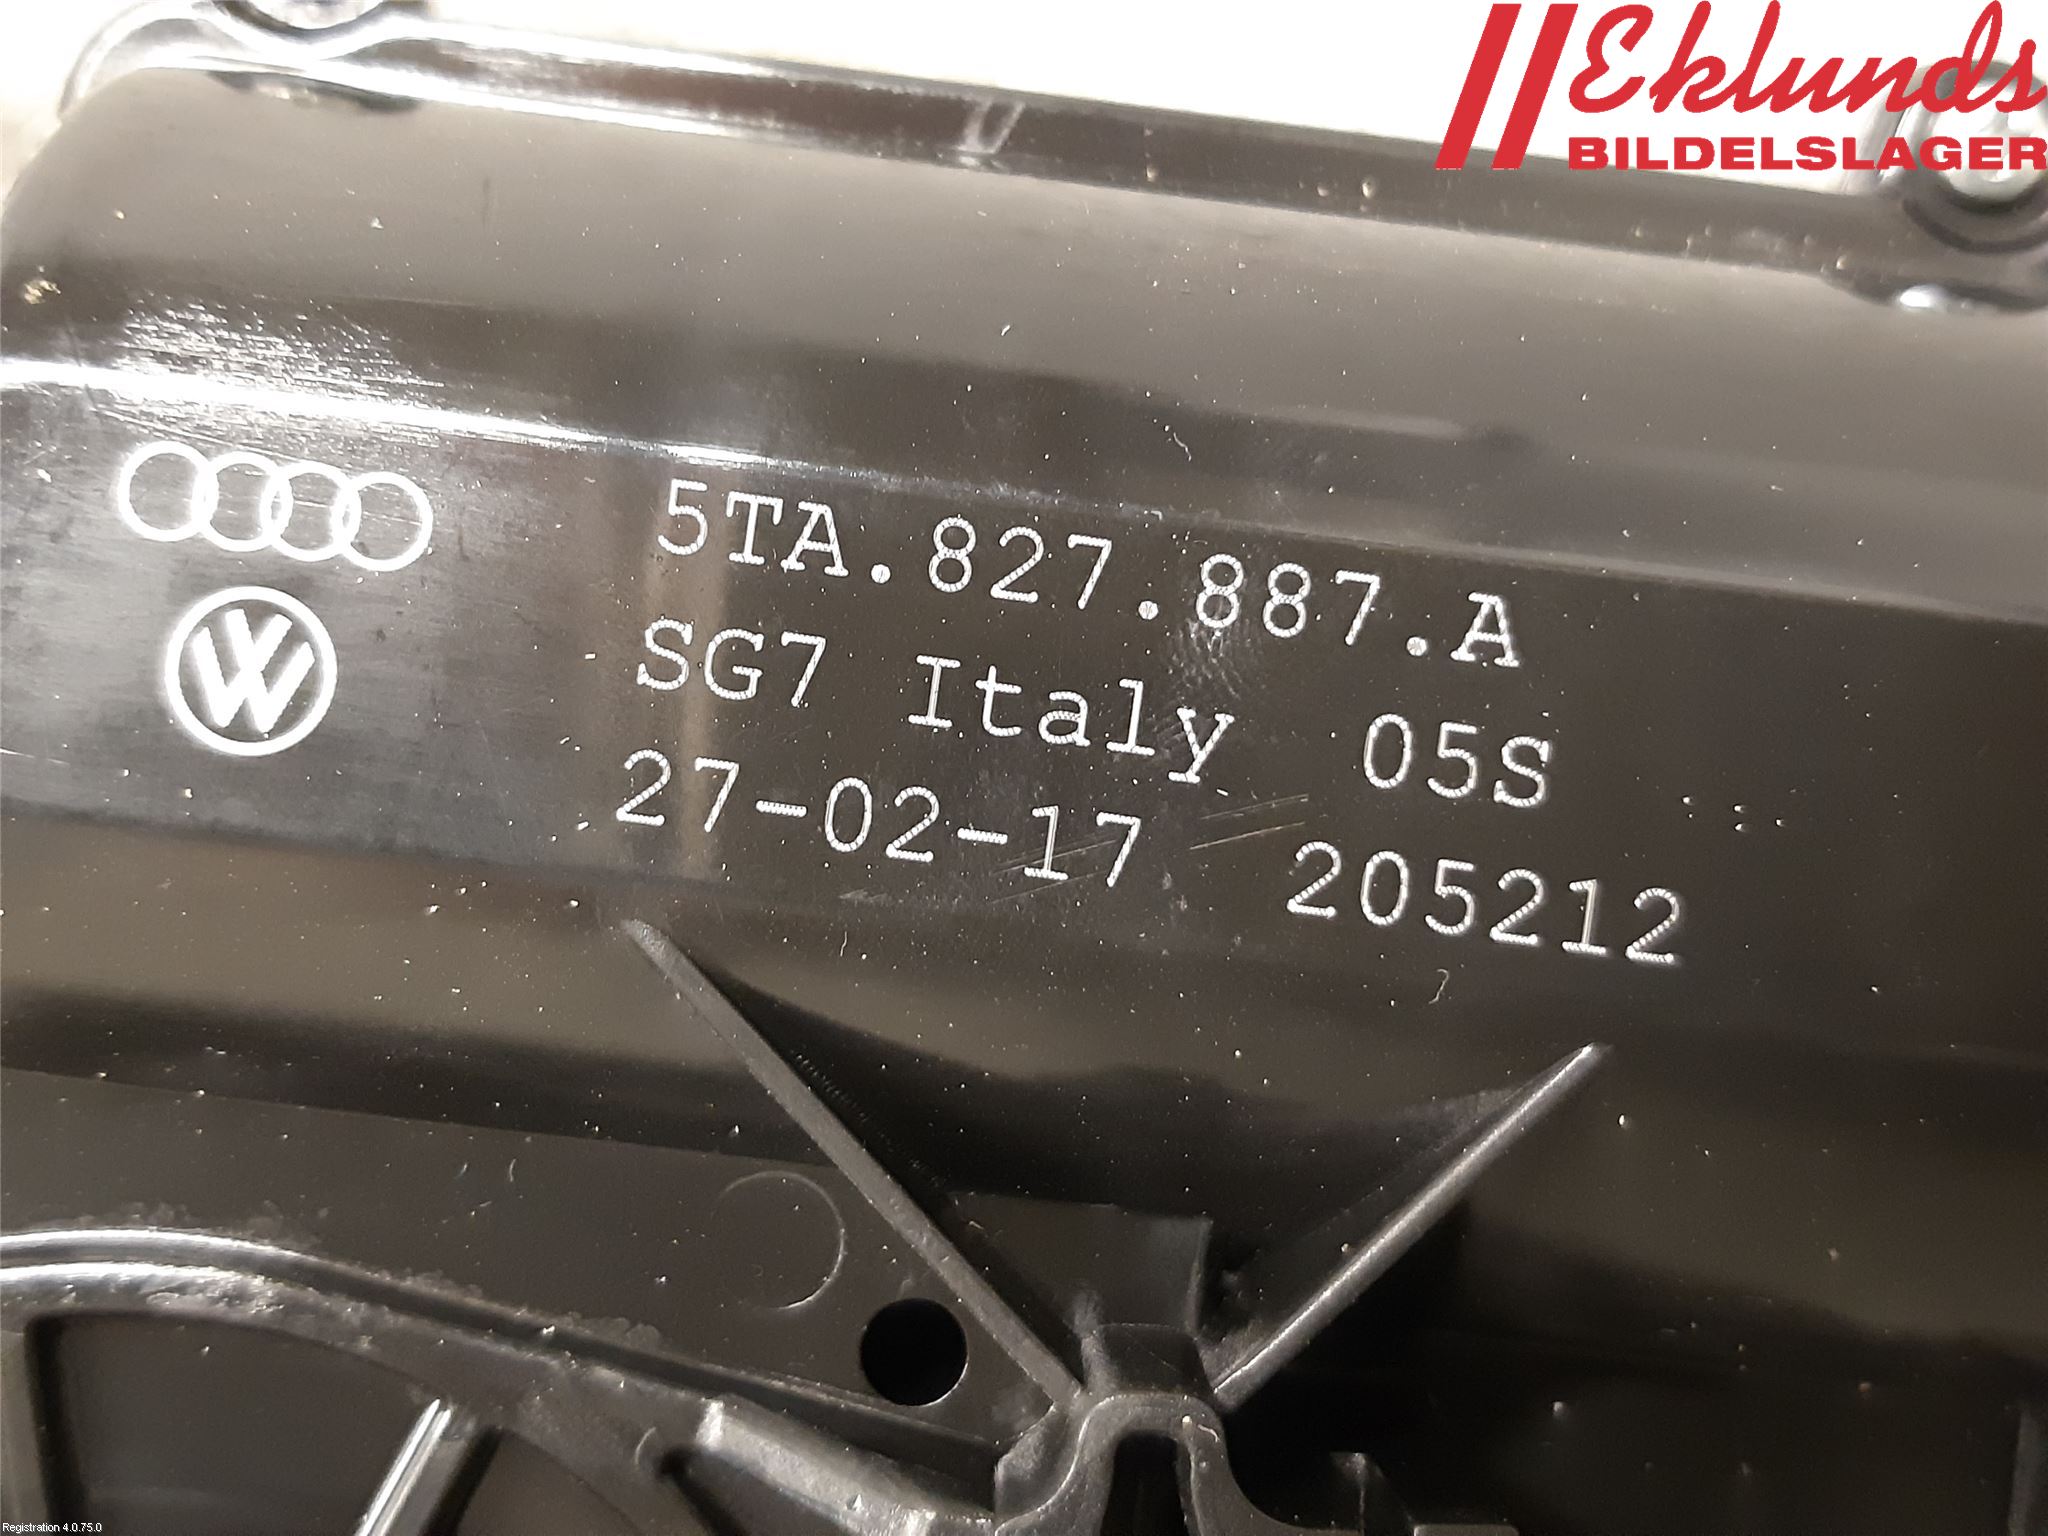 Eklunds
BILDELSLAGER
5TA.827.887.A
SG7 Italy 05S
27-02-17 205212
Registration 4.0.75.0